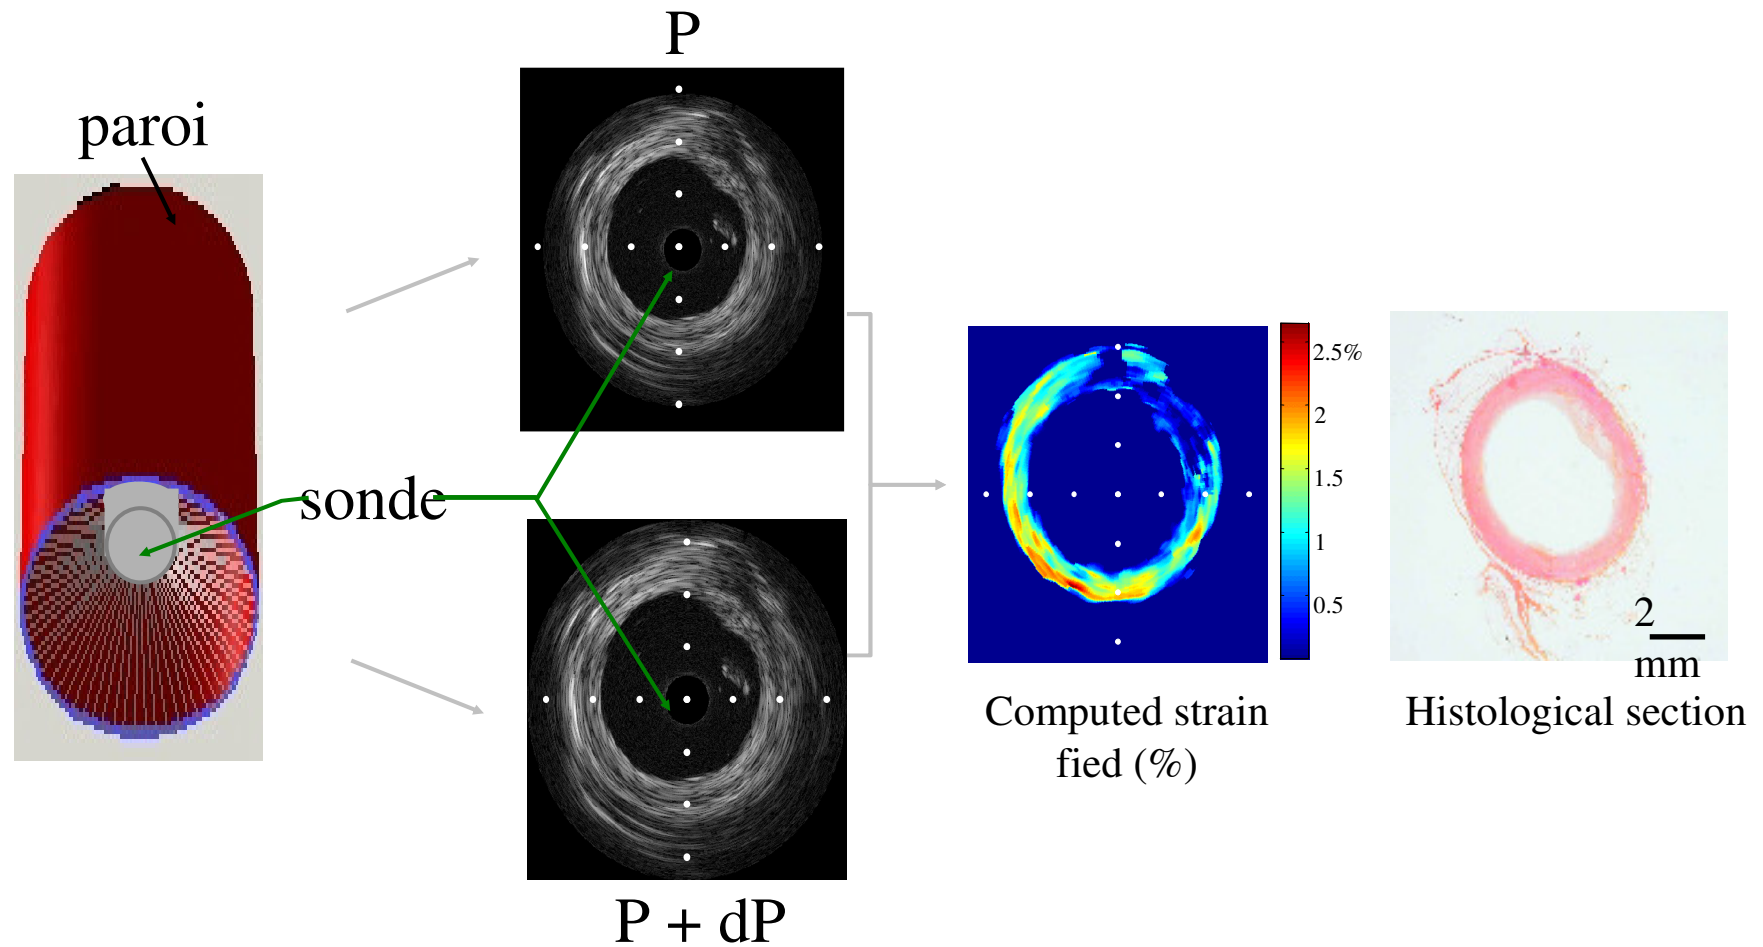 P
paroi
sonde
P + dP
2.5%
2
1.5
1
0.5
Computed strain
fied (%)
2
mm
Histological section